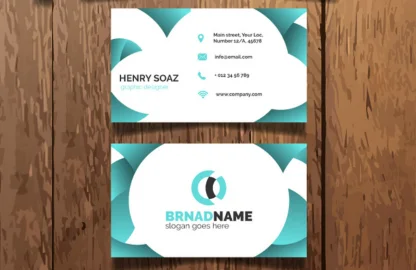 Main street, Your Loc,
Number 12/A, 45678
info@email.com
HENRY SOAZ
graphic designer
+ 012 34 56 789
www.company.com
BRNADNAME
slogan goes here